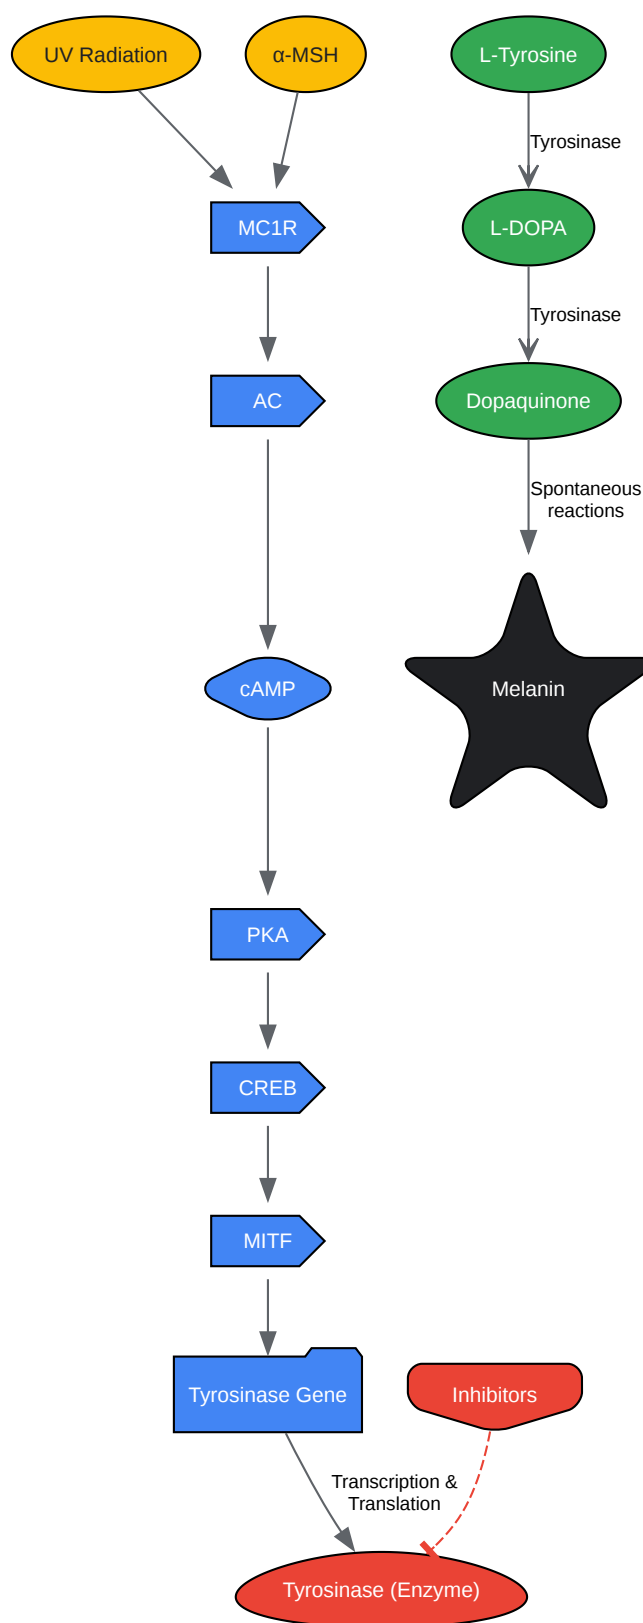 UV Radiation
α-MSH
L-Tyrosine
Tyrosinase
MC1R
L-DOPA
Tyrosinase
AC
Dopaquinone
Spontaneous
reactions
cAMP
Melanin
PKA
CREB
MITF
Tyrosinase Gene
Inhibitors
Transcription &
Translation
Tyrosinase (Enzyme)